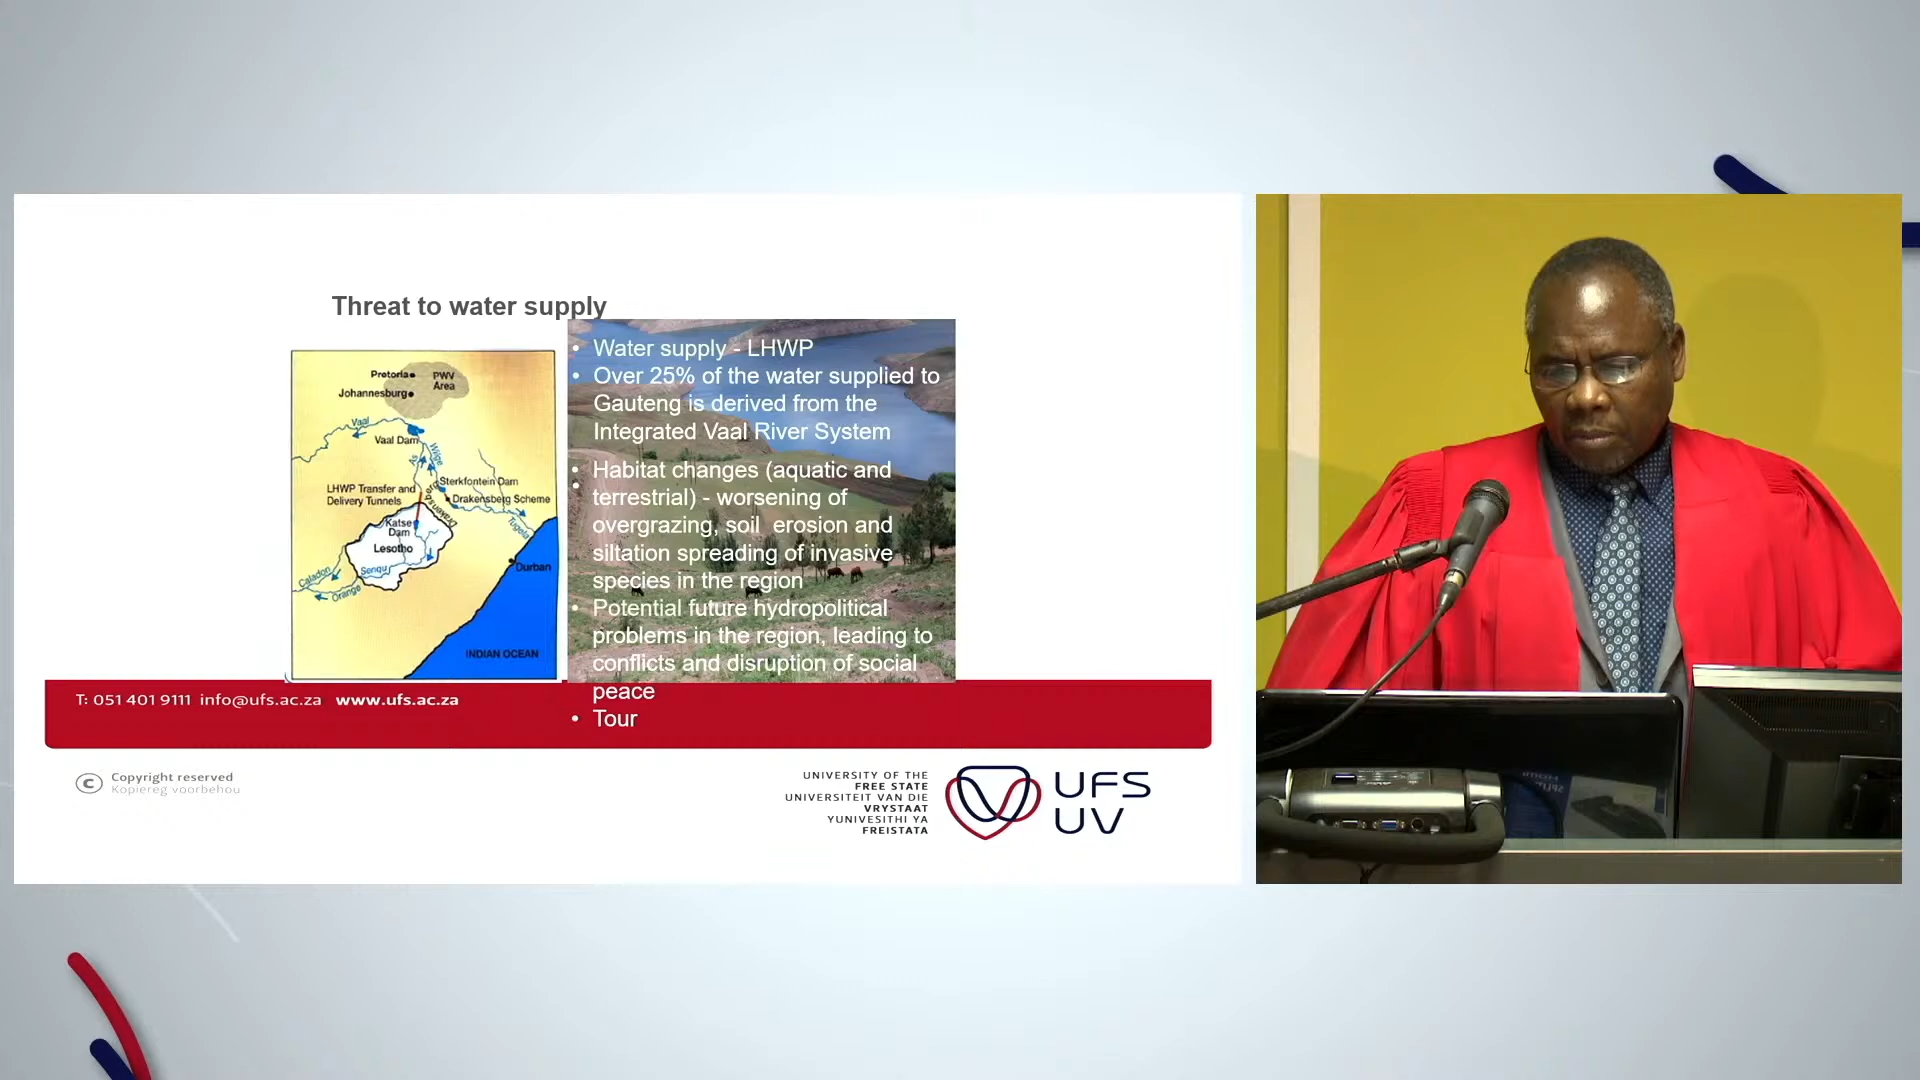 Threat to water supply
Pretoria
PWV
Area
Johannesburg
Vaal
Vaal Dam
Wilge
As
Sterkfontein Dam
LHWP Transfer and
Delivery Tunnels
Drakensberg Scheme
Tugela
Katse
Dam
Lesotho
Senqu
Caledon
Orange
Durban
INDIAN OCEAN
• Water supply - LHWP
• Over 25% of the water supplied to
Gauteng is derived from the
Integrated Vaal River System
• Habitat changes (aquatic and
• terrestrial) - worsening of
overgrazing, soil erosion and
siltation spreading of invasive
species in the region
• Potential future hydropolitical
problems in the region, leading to
conflicts and disruption of social
peace
• Tour
T: 051 401 9111 info@ufs.ac.za www.ufs.ac.za
C
Copyright reserved
Kopiereg voorbehou
UNIVERSITY OF THE
FREE STATE
UNIVERSITEIT VAN DIE
VRYSTAAT
YUNIVESITHI YA
FREISTATA
UFS
UV